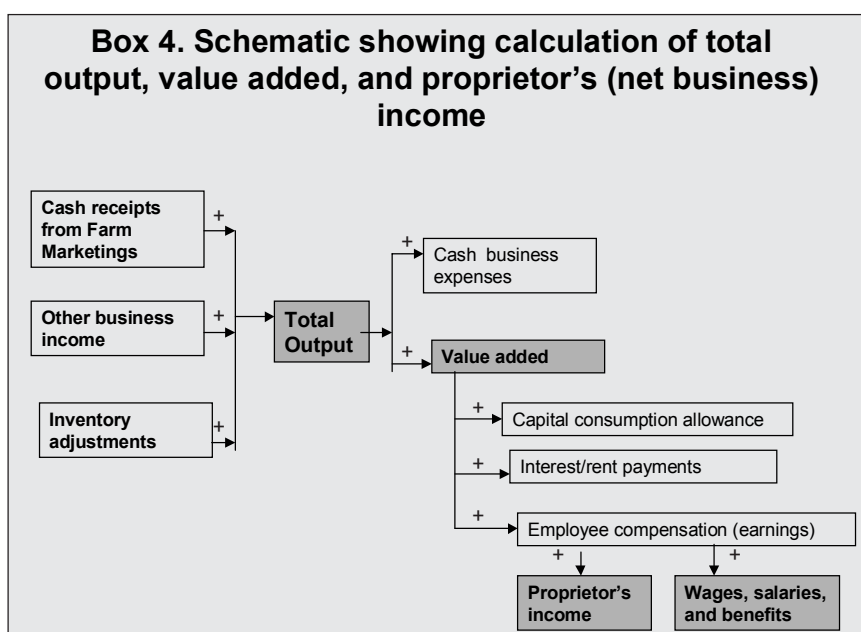 Box 4. Schematic showing calculation of total
output, value added, and proprietor’s (net business)
income
Cash receipts
from Farm
Marketings
+
Other business
income
+
Inventory
adjustments
+
Total
Output
+
Cash business
expenses
+
Value added
+
Capital consumption allowance
+
Interest/rent payments
+
Employee compensation (earnings)
+
+
Proprietor’s
income
Wages, salaries,
and benefits